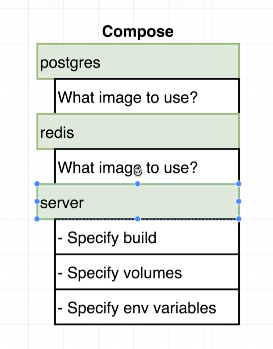 Compose
postgres
What image to use?
redis
What image to use?
server
- Specify build
- Specify volumes
- Specify env variables